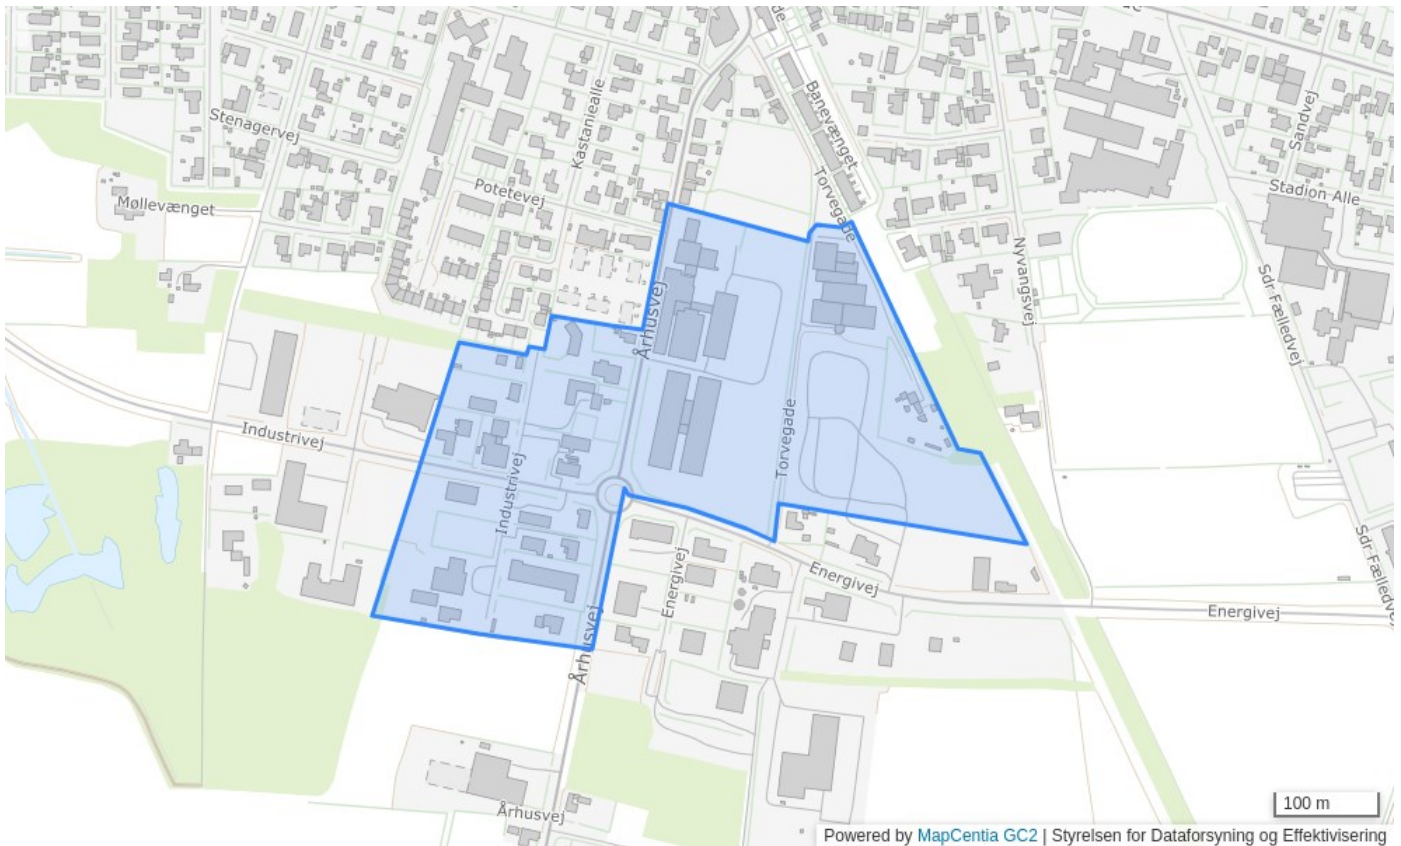 Stenagervej
Kastaniealle
Banevænget
Sandvej
Potetevej
Torvegade
Stadion Alle
Møllevænget
Nyvangsvej
Sdr Fælledvej
Århusvej
Industrivej
Torvegade
Industrivej
Sdr Fælledvej
Energivej
Energivej
Energivej
Århusvej
Århusvej
100 m
Powered by MapCentia GC2 | Styrelsen for Dataforsyning og Effektivisering